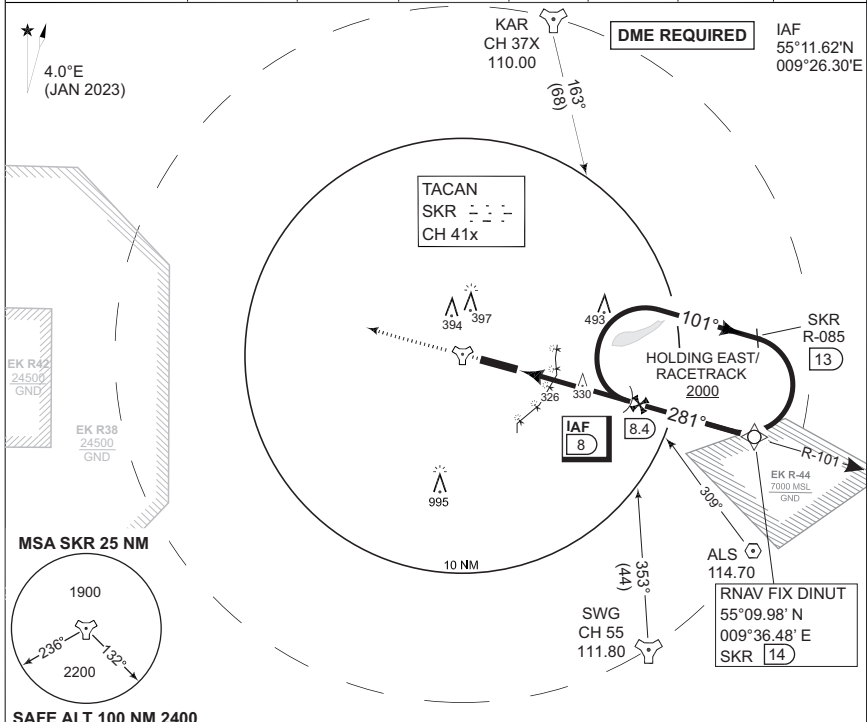 KAR
CH 37X
110.00
DME REQUIRED
IAF
55°11.62'N
009°26.30'E
4.0°E
(JAN 2023)
163°
(68)
TACAN
SKR
CH 41x
394
397
493
101°
SKR
R-085
13
HOLDING EAST/
RACETRACK
2000
EK R42
24500
GND
326
330
IAF
8
8.4
281°
R-101
EK R38
24500
GND
EK R-44
7000 MSL
GND
995
309°
MSA SKR 25 NM
1900
236°
132°
2200
10 NM
353°
(44)
ALS
114.70
SWG
CH 55
111.80
RNAV FIX DINUT
55°09.98' N
009°36.48' E
SKR 14
SAFE ALT 100 NM 2400